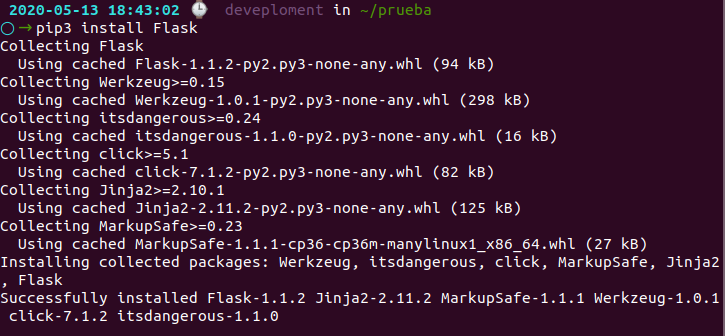 2020-05-13 18:43:02 ⌚ deveploment in ~/prueba
○ →pip3 install Flask
Collecting Flask
  Using cached Flask-1.1.2-py2.py3-none-any.whl (94 kB)
Collecting Werkzeug>=0.15
  Using cached Werkzeug-1.0.1-py2.py3-none-any.whl (298 kB)
Collecting itsdangerous>=0.24
  Using cached itsdangerous-1.1.0-py2.py3-none-any.whl (16 kB)
Collecting click>=5.1
  Using cached click-7.1.2-py2.py3-none-any.whl (82 kB)
Collecting Jinja2>=2.10.1
  Using cached Jinja2-2.11.2-py2.py3-none-any.whl (125 kB)
Collecting MarkupSafe>=0.23
  Using cached MarkupSafe-1.1.1-cp36-cp36m-manylinux1_x86_64.whl (27 kB)
Installing collected packages: Werkzeug, itsdangerous, click, MarkupSafe, Jinja2
, Flask
Successfully installed Flask-1.1.2 Jinja2-2.11.2 MarkupSafe-1.1.1 Werkzeug-1.0.1
 click-7.1.2 itsdangerous-1.1.0